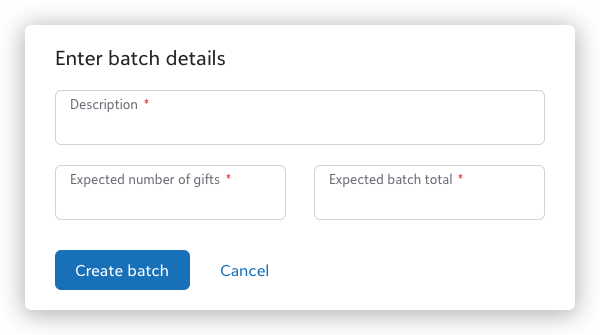 Enter batch details
Description *
Expected number of gifts * Expected batch total *
Create batch Cancel